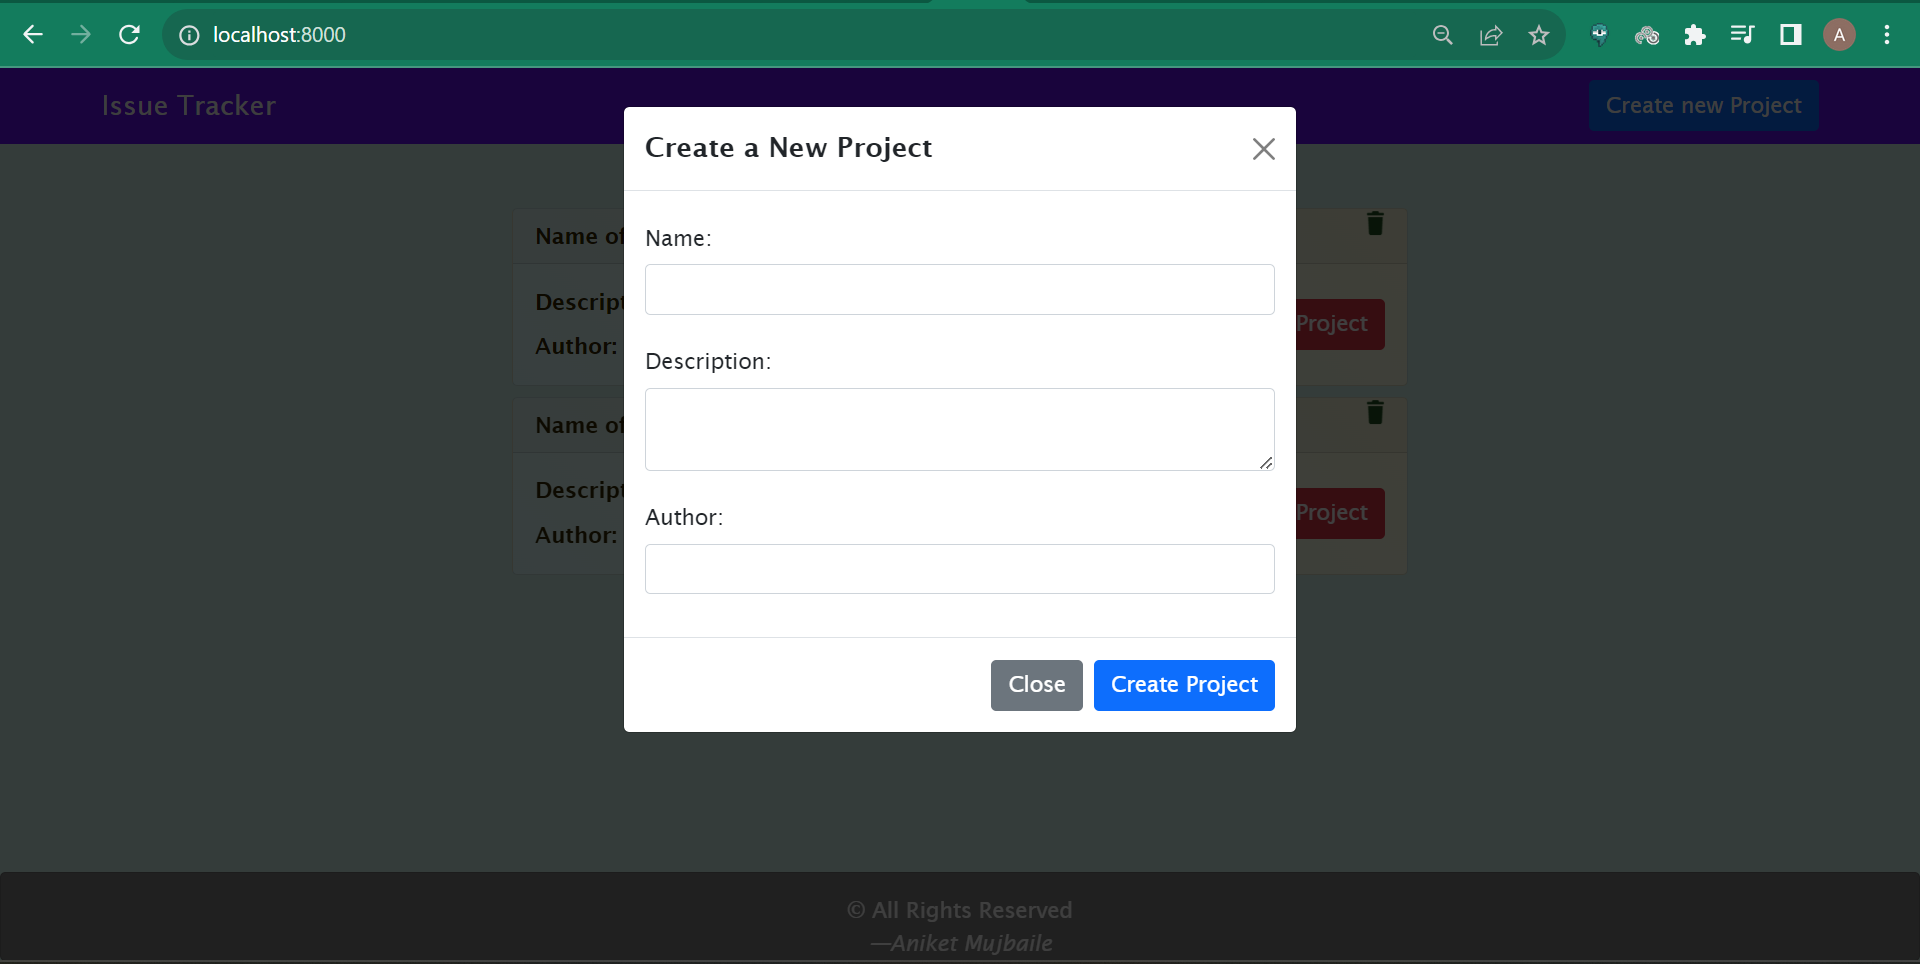 localhost:8000
A
Issue Tracker
Create new Project
Create a New Project
Name of
Name:
Descript
Project
Author:
Description:
Name of
Descript
Project
Author:
Author:
Close
Create Project
© All Rights Reserved
—Aniket Mujbaile